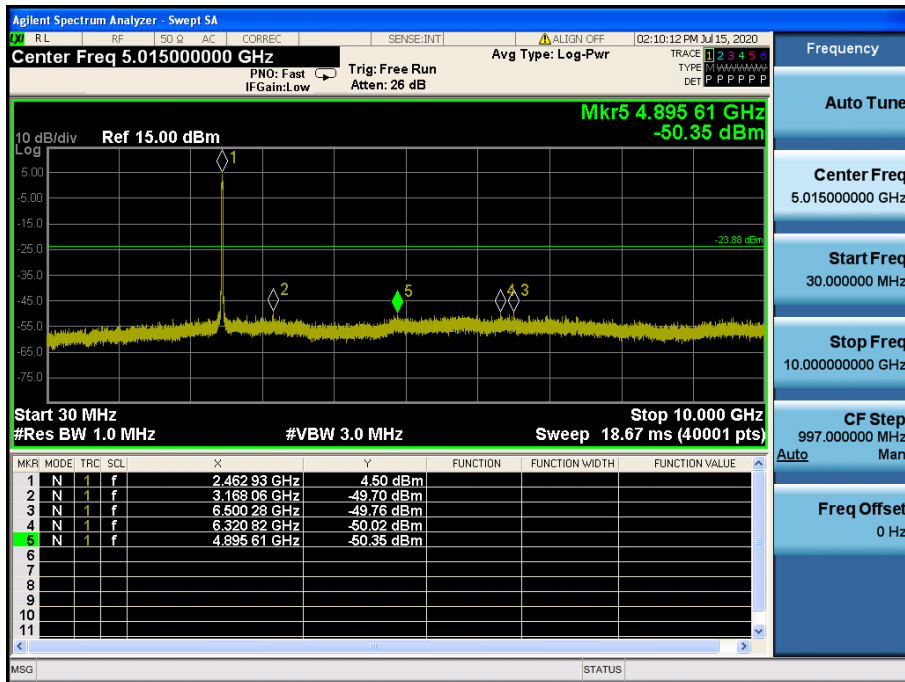 Agilent Spectrum Analyzer - Swept SA
LXI RL RF 50 Ω AC CORREC SENSE:INT ALIGN OFF 02:10:12 PM Jul 15, 2020
Center Freq 5.015000000 GHz
PNO: Fast
IFGain:Low
Trig: Free Run
Atten: 26 dB
Avg Type: Log-Pwr
TRACE 1 2 3 4 5 6
TYPE M WWWWW
DET P P P P P P
Mkr5 4.895 61 GHz
-50.35 dBm
10 dB/div Ref 15.00 dBm
Log
5.00
-5.00
-15.0
-25.0
-35.0
-45.0
-55.0
-65.0
-75.0
1
2
5
4 3
-23.88 dBm
Start 30 MHz Stop 10.000 GHz
#Res BW 1.0 MHz #VBW 3.0 MHz Sweep 18.67 ms (40001 pts)
MKR MODE TRC SCL X Y FUNCTION FUNCTION WIDTH FUNCTION VALUE
1 N 1 f 2.462 93 GHz 4.50 dBm
2 N 1 f 3.168 06 GHz -49.70 dBm
3 N 1 f 6.500 28 GHz -49.76 dBm
4 N 1 f 6.320 82 GHz -50.02 dBm
5 N 1 f 4.895 61 GHz -50.35 dBm
6
7
8
9
10
11
MSG STATUS
Frequency
Auto Tune
Center Freq
5.015000000 GHz
Start Freq
30.000000 MHz
Stop Freq
10.000000000 GHz
CF Step
997.000000 MHz
Auto Man
Freq Offset
0 Hz